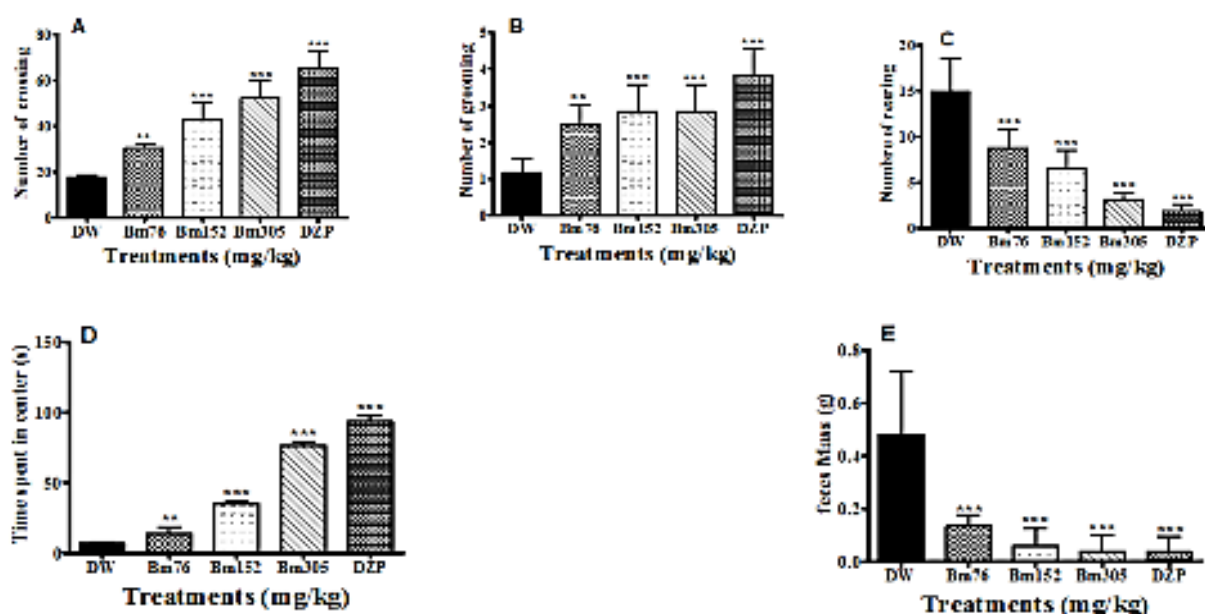 A
Number of crossing
80
60
40
20
0
** *** *** ***
DW Bm76 Bm152 Bm305 DZP
Treatments (mg/kg)
B
Number of grooming
5
4
3
2
1
0
** *** *** ***
DW Bm76 Bm152 Bm305 DZP
Treatments (mg/kg)
C
20
15
10
5
0
*** *** *** ***
DW Bm76 Bm152 Bm305 DZP
Treatments (mg/kg)
D
Time spent in center (s)
150
100
50
0
** *** *** ***
DW Bm76 Bm152 Bm305 DZP
Treatments (mg/kg)
E
feces Mass (g)
0.8
0.6
0.4
0.2
0.0
*** *** *** ***
DW Bm76 Bm152 Bm305 DZP
Treatments (mg/kg)